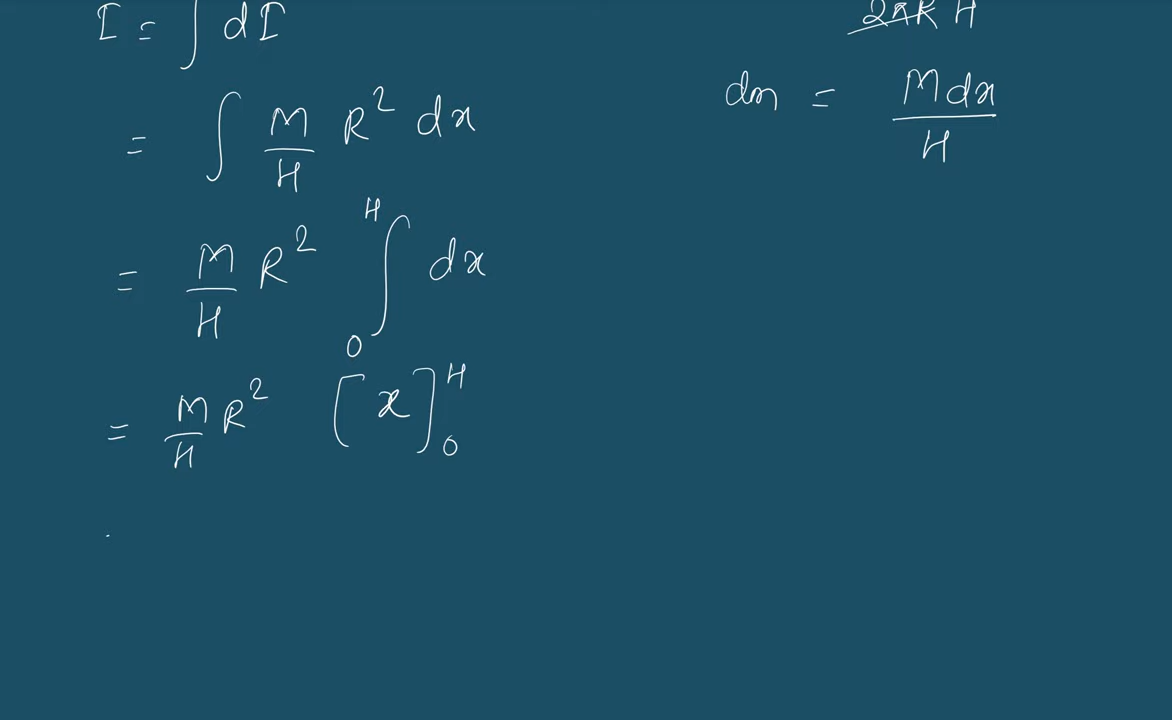 I = ∫ dI
= ∫ M/H R² dx
= M/H R² ∫₀ᴴ dx
= M/H R² [x]₀ᴴ
2πR H
dm = M dx / H